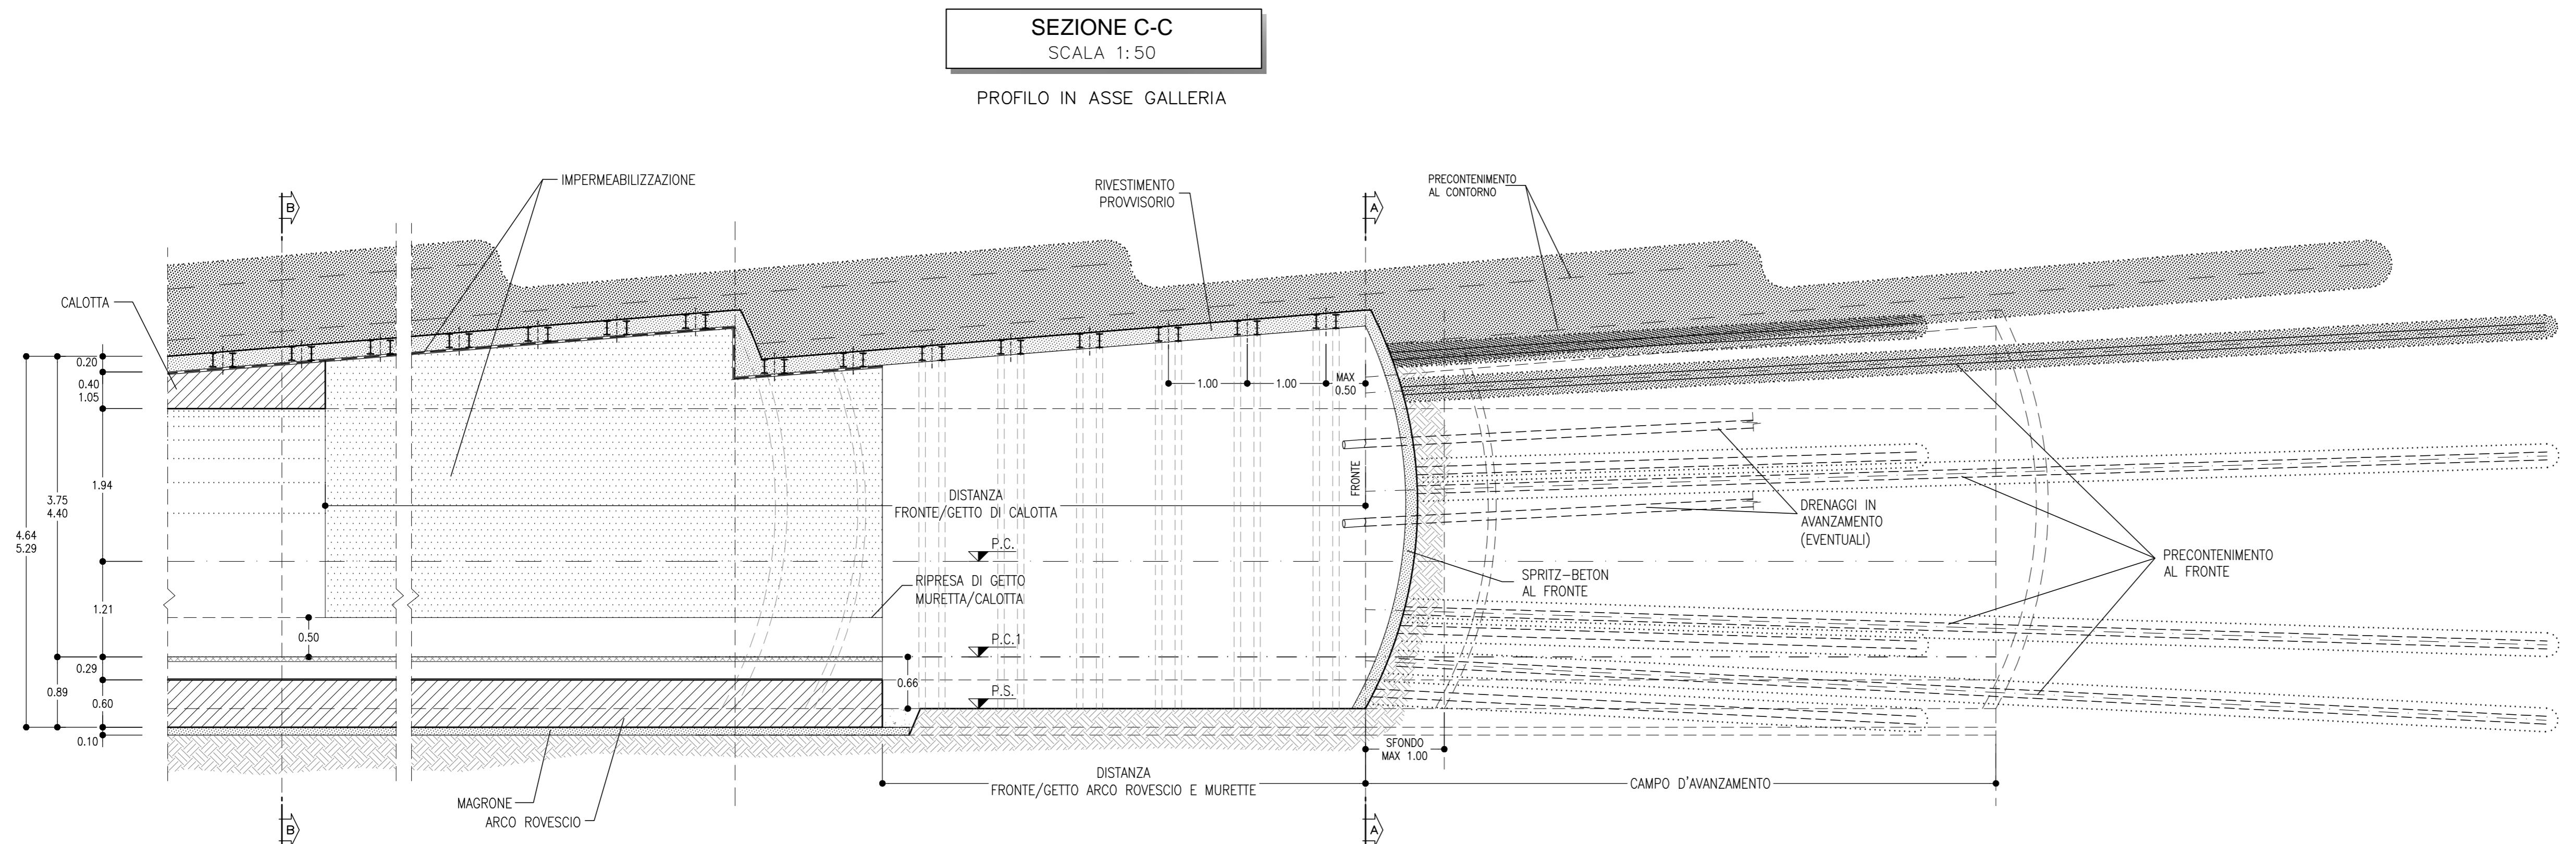 SEZIONE C-C
SCALA 1:50
PROFILO IN ASSE GALLERIA
IMPERMEABILIZZAZIONE
RIVESTIMENTO
PROVVISORIO
PRECONTENIMENTO
AL CONTORNO
B
A
CALOTTA
0.20
0.40
1.05
1.94
3.75
4.40
4.64
5.29
1.21
0.50
0.29
0.89
0.60
0.10
1.00
1.00
MAX
0.50
FRONTE
DISTANZA
FRONTE/GETTO DI CALOTTA
P.C.
RIPRESA DI GETTO
MURETTA/CALOTTA
P.C.1
0.66
P.S.
SPRITZ-BETON
AL FRONTE
DRENAGGI IN
AVANZAMENTO
(EVENTUALI)
PRECONTENIMENTO
AL FRONTE
SFONDO
MAX 1.00
DISTANZA
FRONTE/GETTO ARCO ROVESCIO E MURETTE
CAMPO D'AVANZAMENTO
MAGRONE
ARCO ROVESCIO
B
A